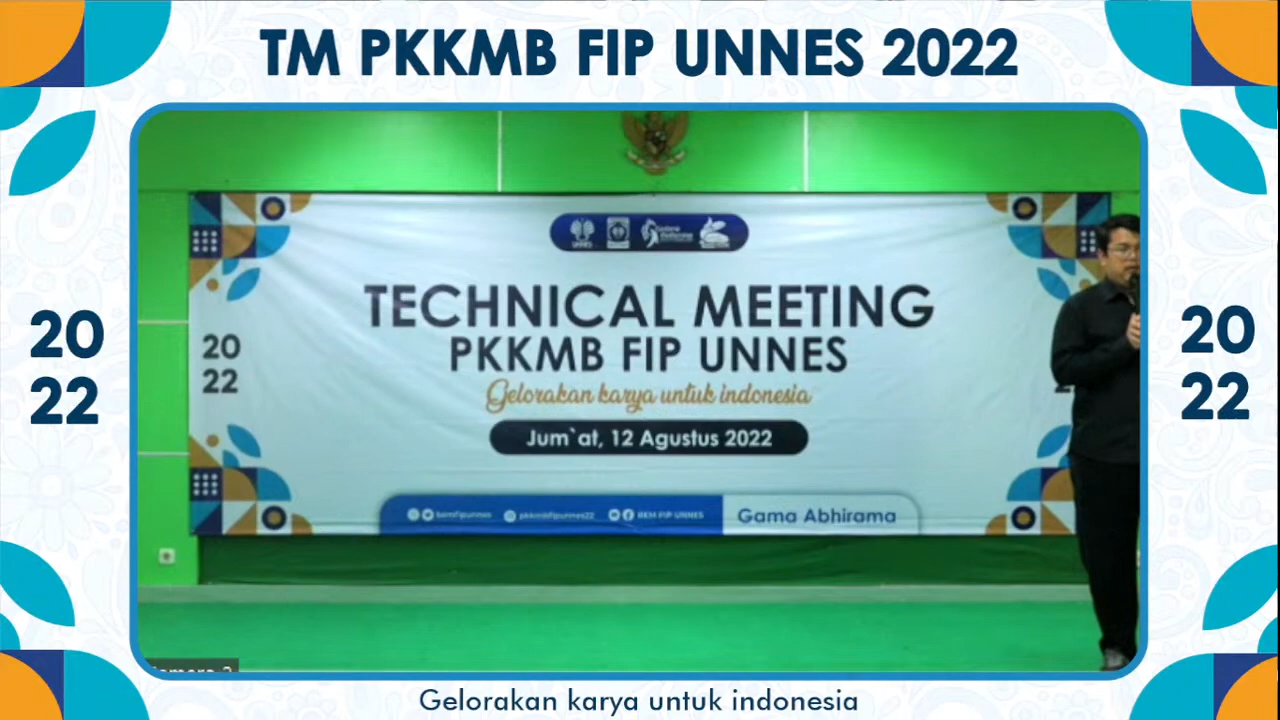 TM PKKMB FIP UNNES 2022
20
22
20
22
UNNES
TECHNICAL MEETING
PKKMB FIP UNNES
20
22
Gelorakan karya untuk indonesia
Jum`at, 12 Agustus 2022
bemfipunnes
pkkmbfipunnes22
BEM FIP UNNES
Gama Abhirama
Gelorakan karya untuk indonesia